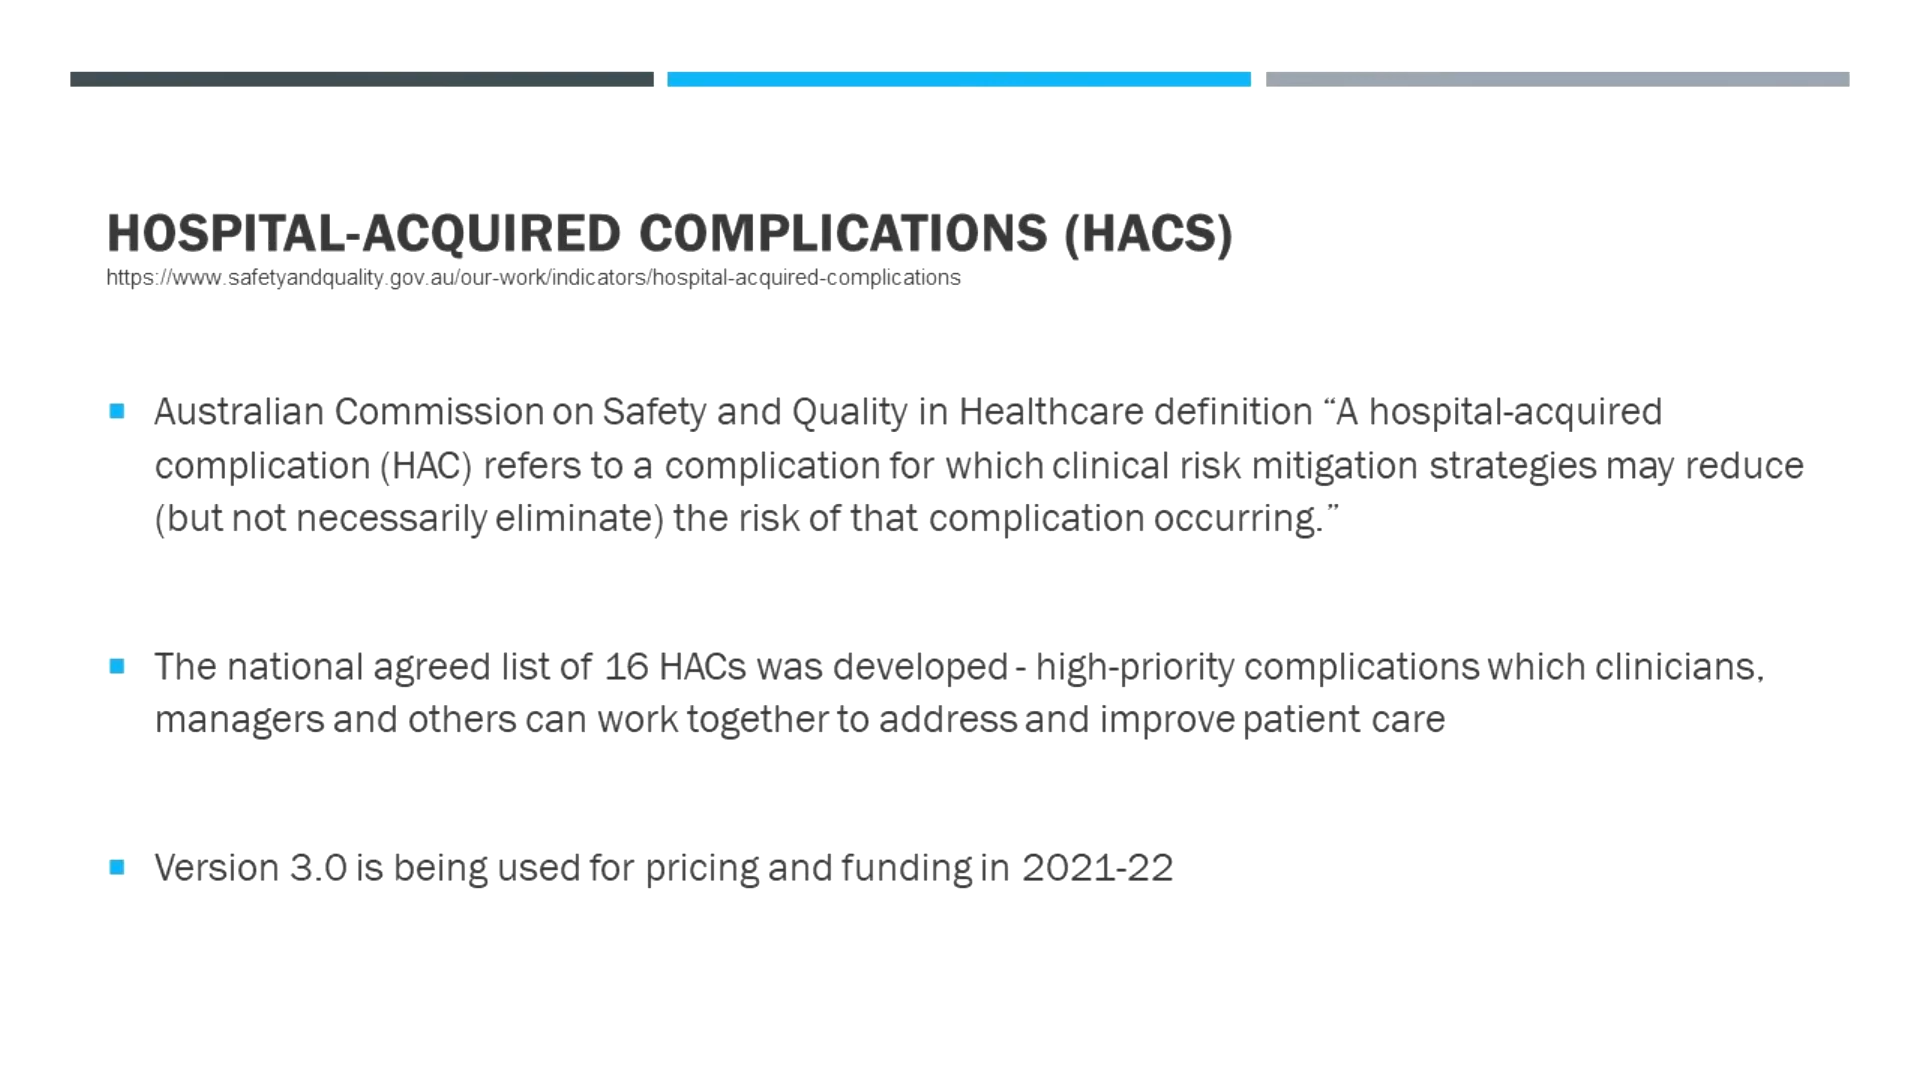 HOSPITAL-ACQUIRED COMPLICATIONS (HACS)
https://www.safetyandquality.gov.au/our-work/indicators/hospital-acquired-complications
Australian Commission on Safety and Quality in Healthcare definition “A hospital-acquired
complication (HAC) refers to a complication for which clinical risk mitigation strategies may reduce
(but not necessarily eliminate) the risk of that complication occurring.”
The national agreed list of 16 HACs was developed - high-priority complications which clinicians,
managers and others can work together to address and improve patient care
Version 3.0 is being used for pricing and funding in 2021-22